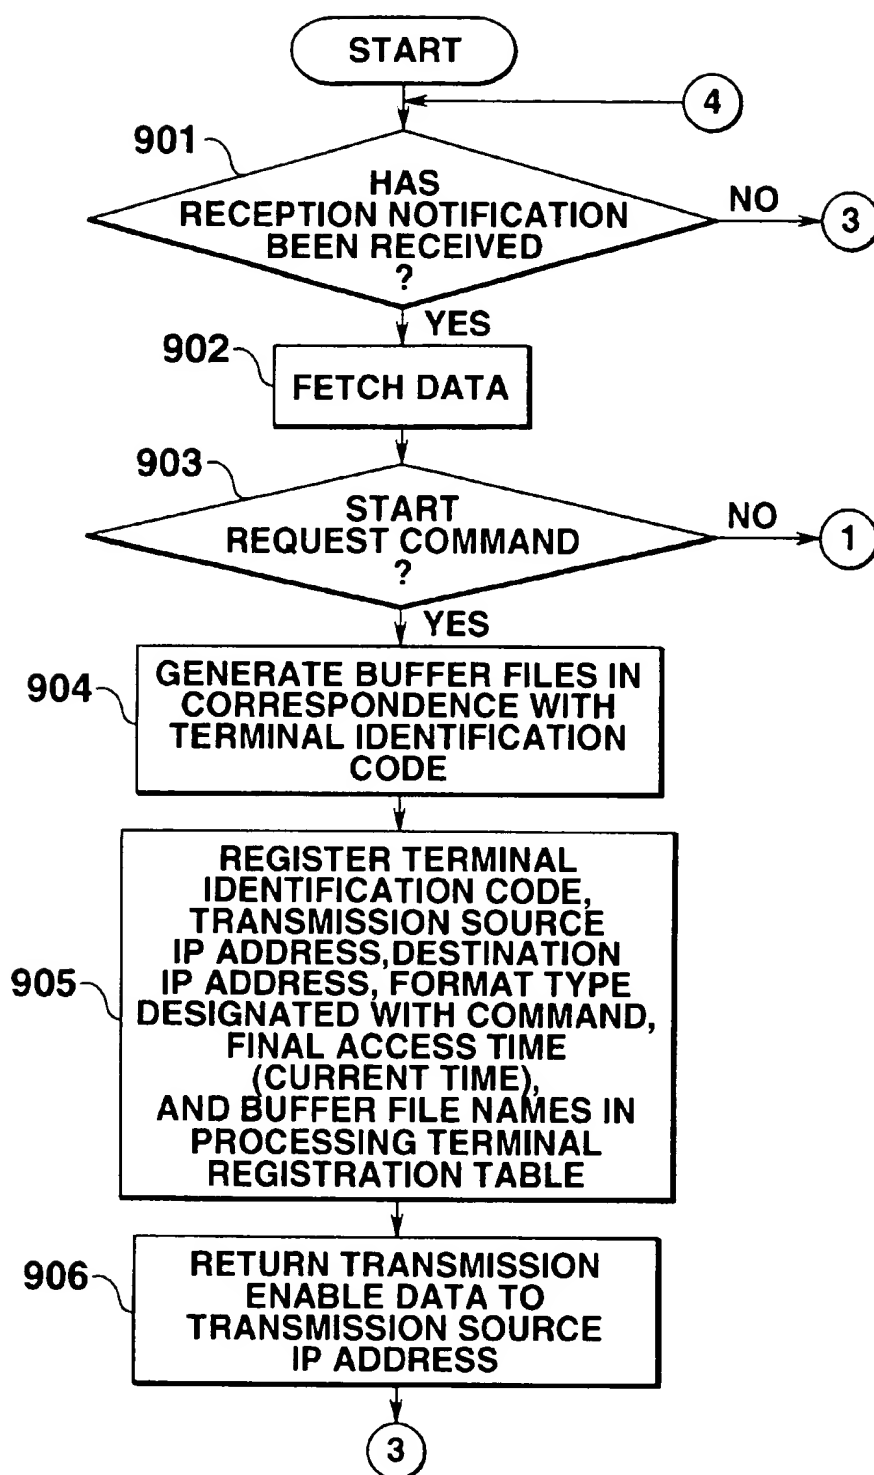 START
4
901
HAS
RECEPTION NOTIFICATION
BEEN RECEIVED
?
NO
3
YES
902
FETCH DATA
903
START
REQUEST COMMAND
?
NO
1
YES
904
GENERATE BUFFER FILES IN
CORRESPONDENCE WITH
TERMINAL IDENTIFICATION
CODE
905
REGISTER TERMINAL
IDENTIFICATION CODE,
TRANSMISSION SOURCE
IP ADDRESS,DESTINATION
IP ADDRESS, FORMAT TYPE
DESIGNATED WITH COMMAND,
FINAL ACCESS TIME
(CURRENT TIME),
AND BUFFER FILE NAMES IN
PROCESSING TERMINAL
REGISTRATION TABLE
906
RETURN TRANSMISSION
ENABLE DATA TO
TRANSMISSION SOURCE
IP ADDRESS
3